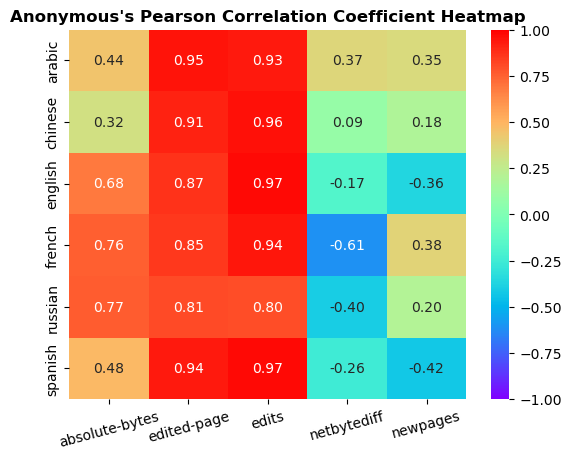 Anonymous's Pearson Correlation Coefficient Heatmap
arabic 0.44 0.95 0.93 0.37 0.35
chinese 0.32 0.91 0.96 0.09 0.18
english 0.68 0.87 0.97 -0.17 -0.36
french 0.76 0.85 0.94 -0.61 0.38
russian 0.77 0.81 0.80 -0.40 0.20
spanish 0.48 0.94 0.97 -0.26 -0.42
absolute-bytes edited-page edits netbytediff newpages
1.00
0.75
0.50
0.25
0.00
-0.25
-0.50
-0.75
-1.00